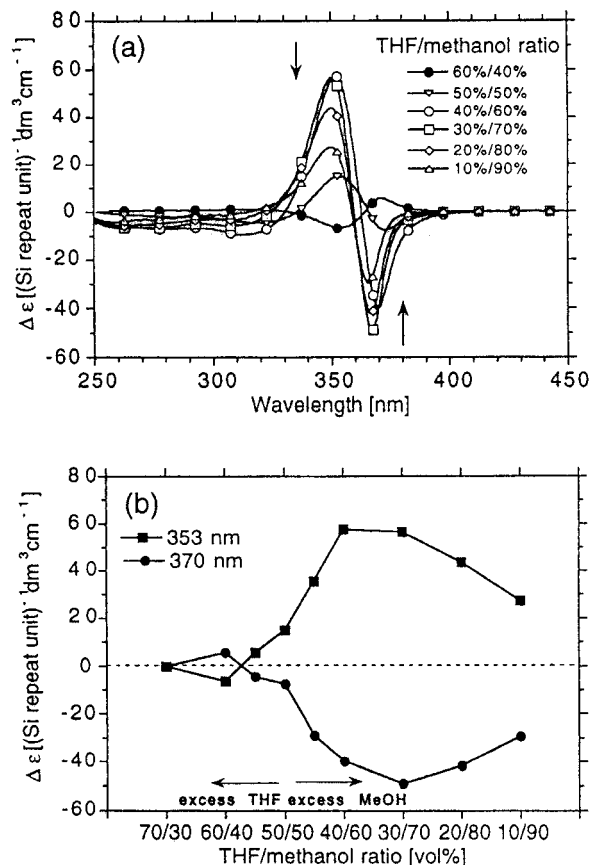 (a)
THF/methanol ratio
60%/40%
50%/50%
40%/60%
30%/70%
20%/80%
10%/90%
Δ ε [(Si repeat unit)⁻¹dm³cm⁻¹]
80
60
40
20
0
-20
-40
-60
250 300 350 400 450
Wavelength [nm]
(b)
353 nm
370 nm
Δ ε [(Si repeat unit)⁻¹dm³cm⁻¹]
80
60
40
20
0
-20
-40
-60
excess THF excess MeOH
70/30 60/40 50/50 40/60 30/70 20/80 10/90
THF/methanol ratio [vol%]